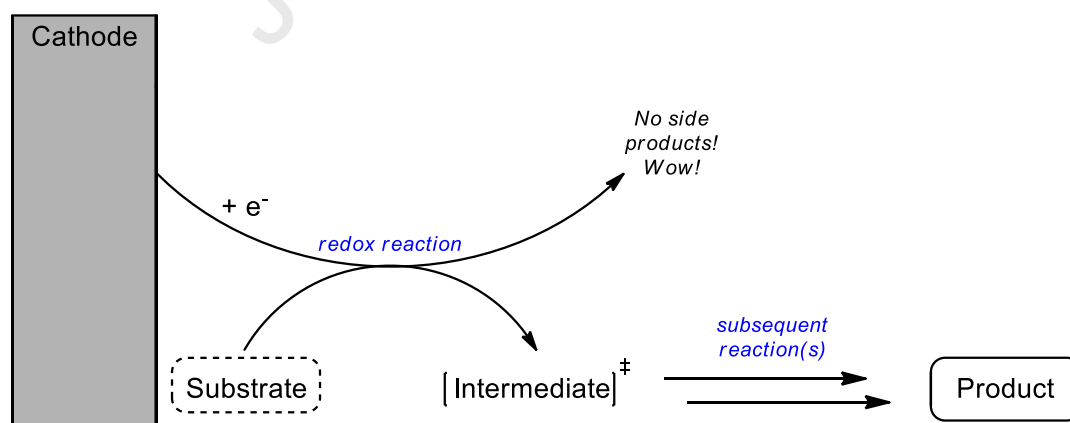 Cathode
No side
products!
Wow!
+ e-
redox reaction
subsequent
reaction(s)
Substrate
[Intermediate]‡
Product